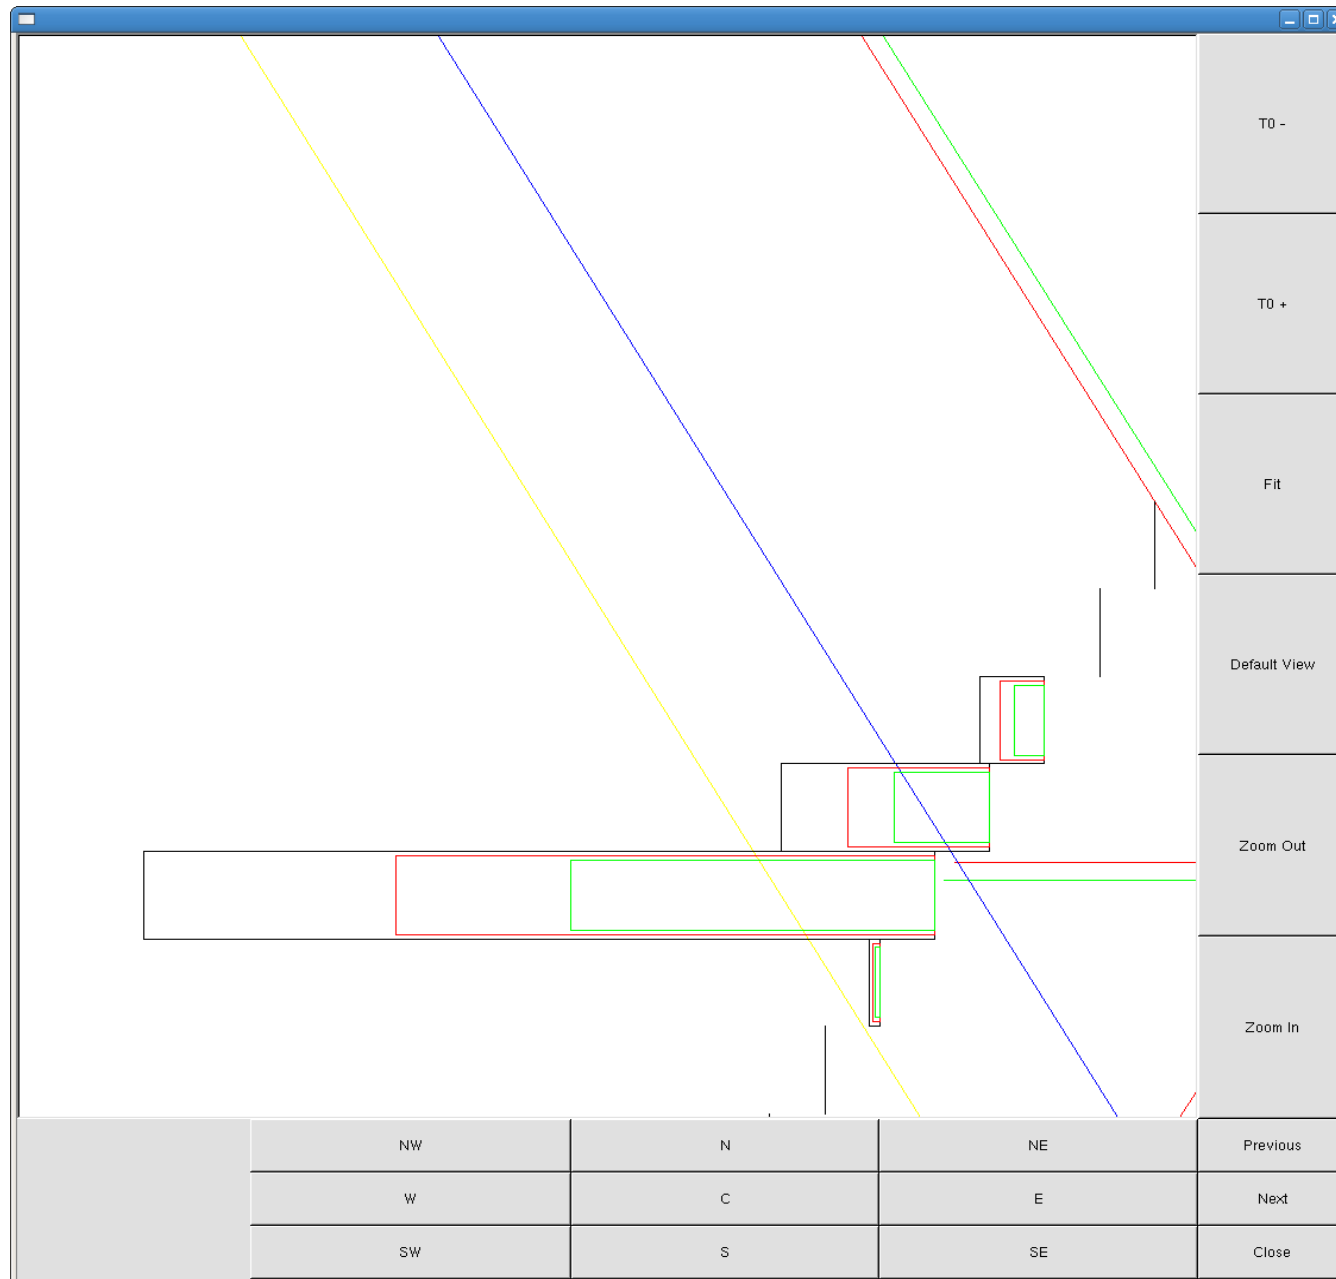 T0 -
T0 +
Fit
Default View
Zoom Out
Zoom In
NW N NE Previous
W C E Next
SW S SE Close